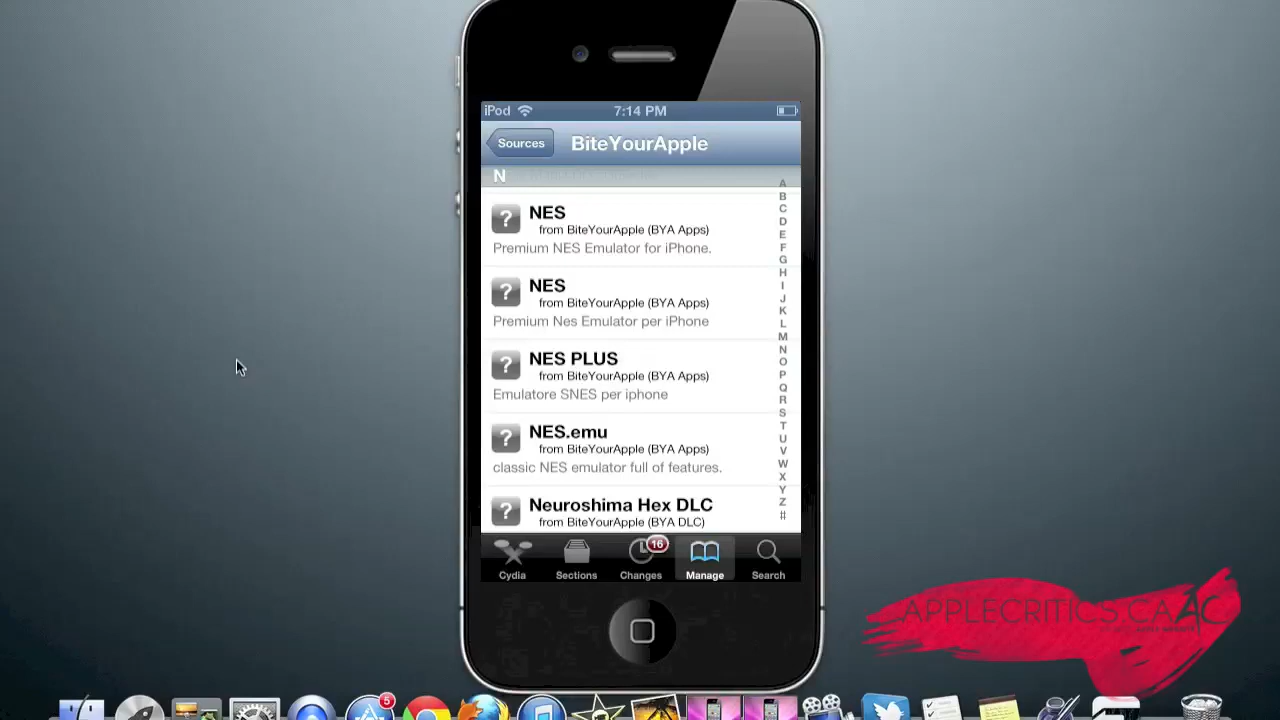 iPod
7:14 PM
Sources
BiteYourApple
N
NES
from BiteYourApple (BYA Apps)
Premium NES Emulator for iPhone.
NES
from BiteYourApple (BYA Apps)
Premium Nes Emulator per iPhone
NES PLUS
from BiteYourApple (BYA Apps)
Emulatore SNES per iphone
NES.emu
from BiteYourApple (BYA Apps)
classic NES emulator full of features.
Neuroshima Hex DLC
from BiteYourApple (BYA DLC)
A
B
C
D
E
F
G
H
I
J
K
L
M
N
O
P
Q
R
S
T
U
V
W
X
Y
Z
#
16
Cydia
Sections
Changes
Manage
Search
APPLECRITICS.CA AC
5